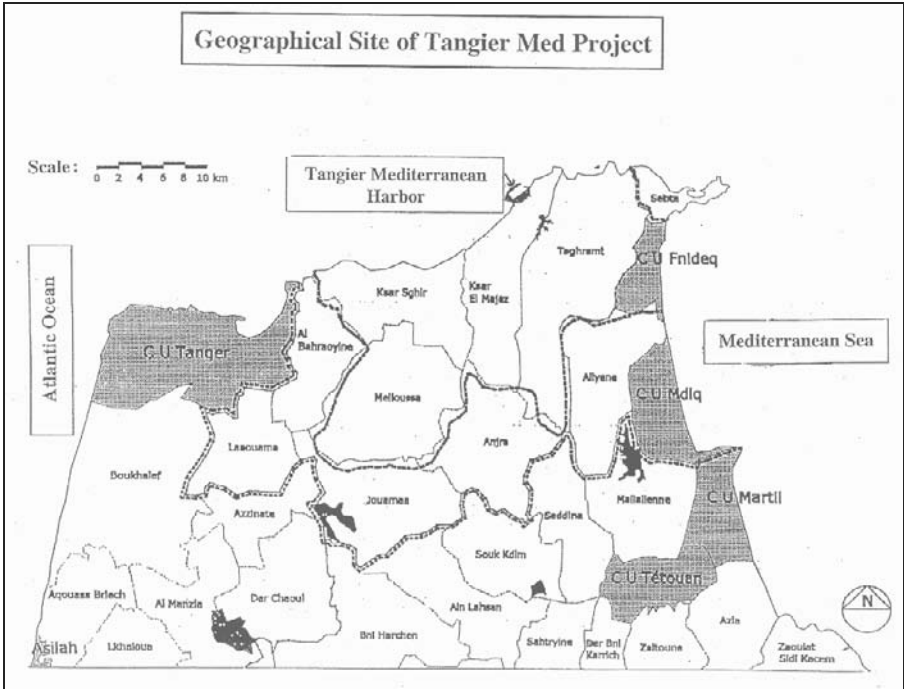 Geographical Site of Tangier Med Project
Scale:
0 2 4 6 8 10 km
Tangier Mediterranean
Harbor
Sebta
Atlantic Ocean
Taghramt
C U Fnideq
Ksar Sghir
Ksar
El Majaz
Al
Bahraoyine
C U Tanger
Mediterranean Sea
Allyene
C U Mdiq
Melloussa
Laaouama
Anjra
Boukhalef
Jouamaa
Mallalienne
C U Martil
Azzinate
Saddina
Souk Kdim
C U Tétouan
Aqouass Briech
Al Manzla
Dar Chaoui
Ain Lahsan
Azla
Asilah
Lkhaloua
Bni Harchen
Sahtryine
Dar Bni
Karrich
Zaitouna
Zaouiat
Sidi Kacem
N